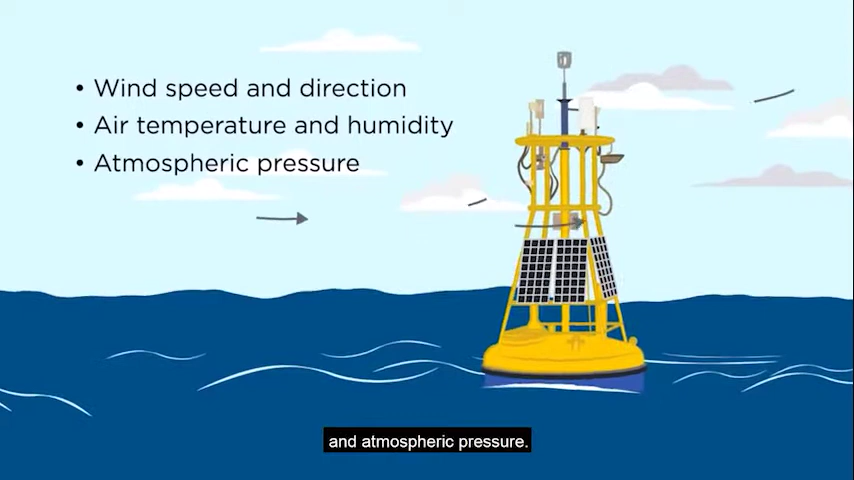 • Wind speed and direction
• Air temperature and humidity
• Atmospheric pressure
and atmospheric pressure.